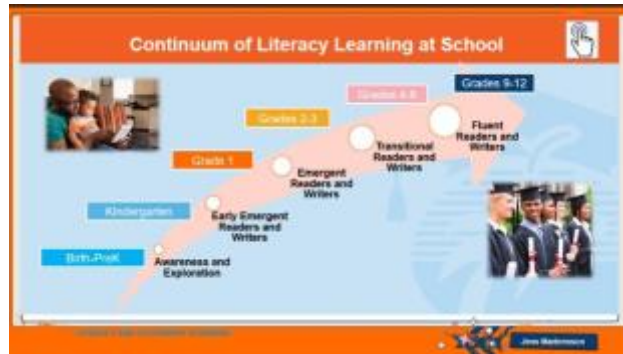 Continuum of Literacy Learning at School
Grades 9-12
Grades 4-8
Grades 2-3
Grade 1
Kindergarten
Birth-PreK
Fluent
Readers and
Writers
Transitional
Readers and
Writers
Emergent
Readers and
Writers
Early Emergent
Readers and
Writers
Awareness and
Exploration